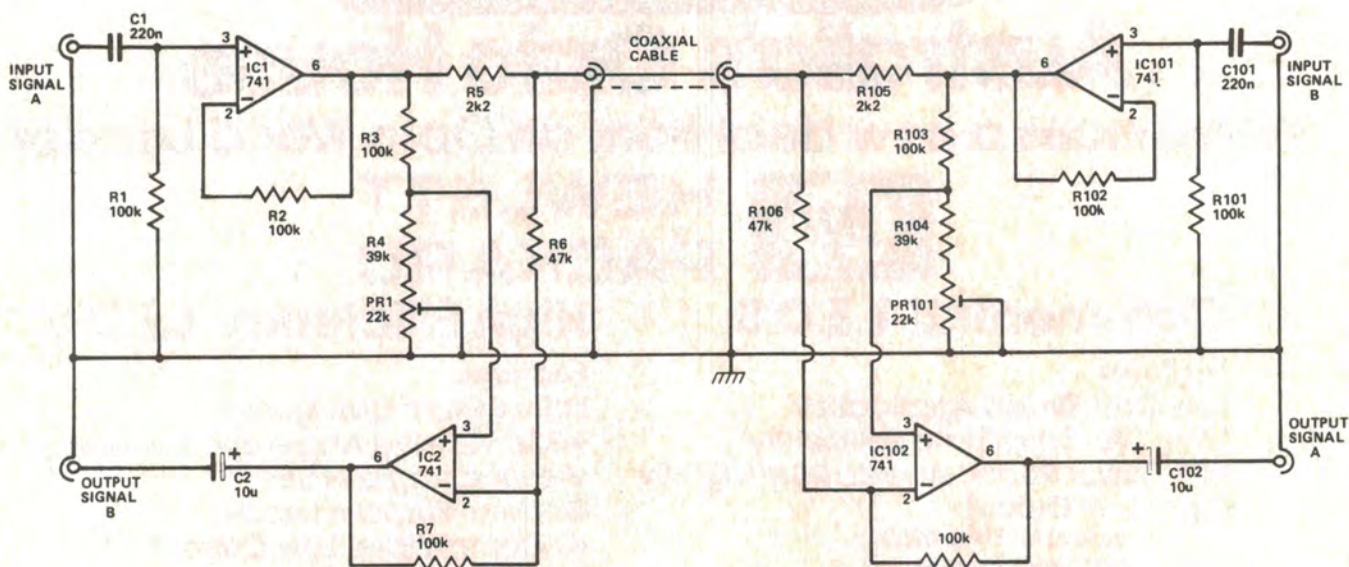 C1
220n
COAXIAL
CABLE
INPUT
SIGNAL
A
3
+
IC1
741
6
−
2
R5
2k2
R105
2k2
3
+
IC101
741
6
−
2
C101
220n
INPUT
SIGNAL
B
R3
100k
R103
100k
R1
100k
R2
100k
R102
100k
R101
100k
R4
39k
R6
47k
R106
47k
R104
39k
PR1
22k
PR101
22k
OUTPUT
SIGNAL
B
+
C2
10u
6
3
+
IC2
741
−
2
R7
100k
3
+
IC102
741
−
2
6
100k
+
C102
10u
OUTPUT
SIGNAL
A